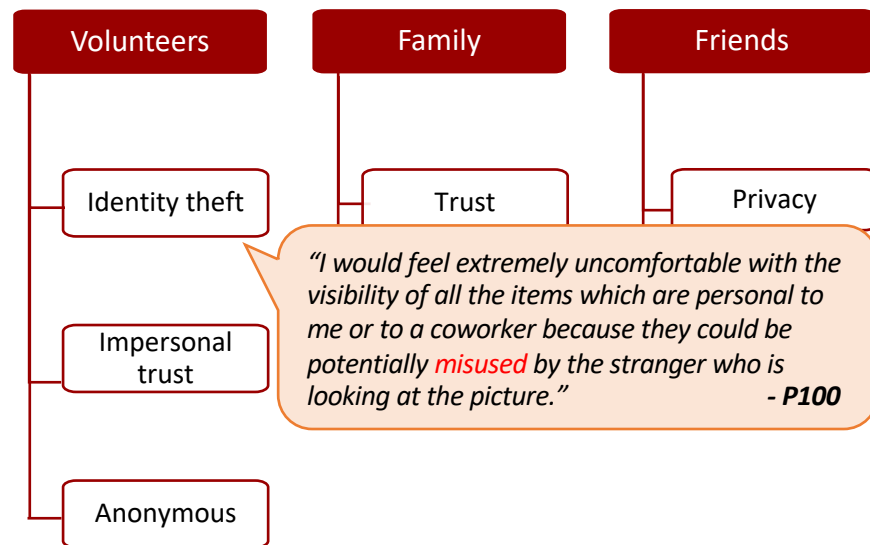 Volunteers
Family
Friends
Identity theft
Trust
Privacy
“I would feel extremely uncomfortable with the
visibility of all the items which are personal to
me or to a coworker because they could be
potentially misused by the stranger who is
looking at the picture.” - P100
Impersonal
trust
Anonymous